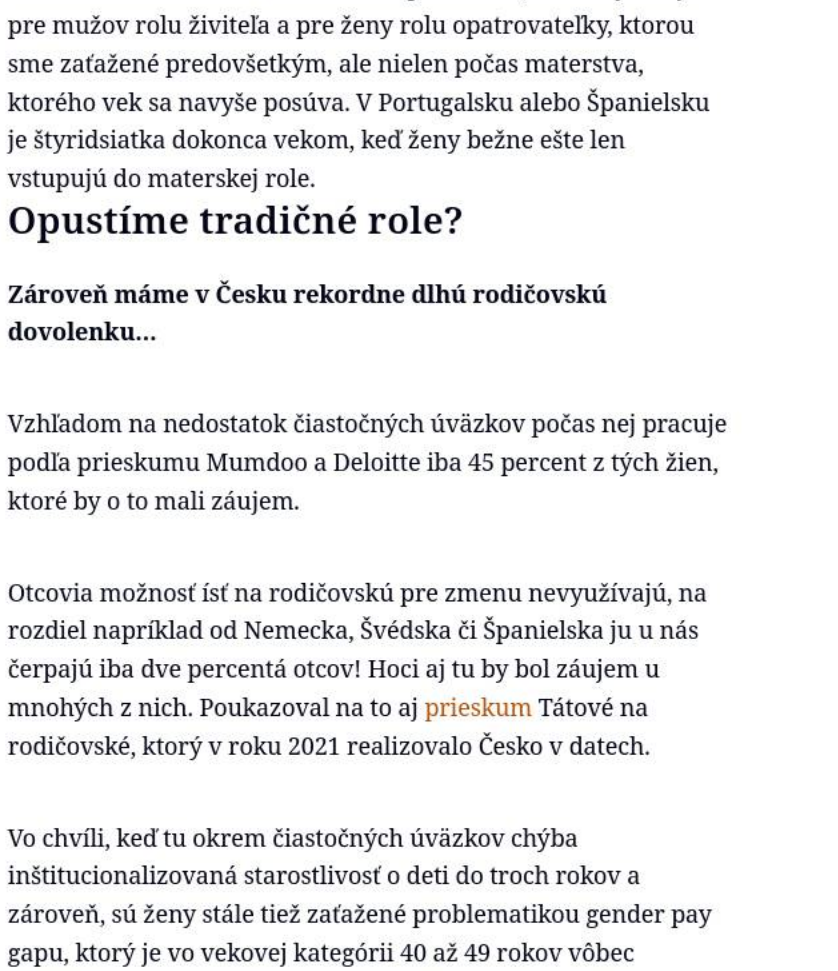 pre mužov rolu živiteľa a pre ženy rolu opatrovateľky, ktorou
sme zaťažené predovšetkým, ale nielen počas materstva,
ktorého vek sa navyše posúva. V Portugalsku alebo Španielsku
je štyridsiatka dokonca vekom, keď ženy bežne ešte len
vstupujú do materskej role.
Opustíme tradičné role?
Zároveň máme v Česku rekordne dlhú rodičovskú
dovolenku...
Vzhľadom na nedostatok čiastočných úväzkov počas nej pracuje
podľa prieskumu Mumdoo a Deloitte iba 45 percent z tých žien,
ktoré by o to mali záujem.
Otcovia možnosť ísť na rodičovskú pre zmenu nevyužívajú, na
rozdiel napríklad od Nemecka, Švédska či Španielska ju u nás
čerpajú iba dve percentá otcov! Hoci aj tu by bol záujem u
mnohých z nich. Poukazoval na to aj prieskum Tátové na
rodičovské, ktorý v roku 2021 realizovalo Česko v datech.
Vo chvíli, keď tu okrem čiastočných úväzkov chýba
inštitucionalizovaná starostlivosť o deti do troch rokov a
zároveň, sú ženy stále tiež zaťažené problematikou gender pay
gapu, ktorý je vo vekovej kategórii 40 až 49 rokov vôbec